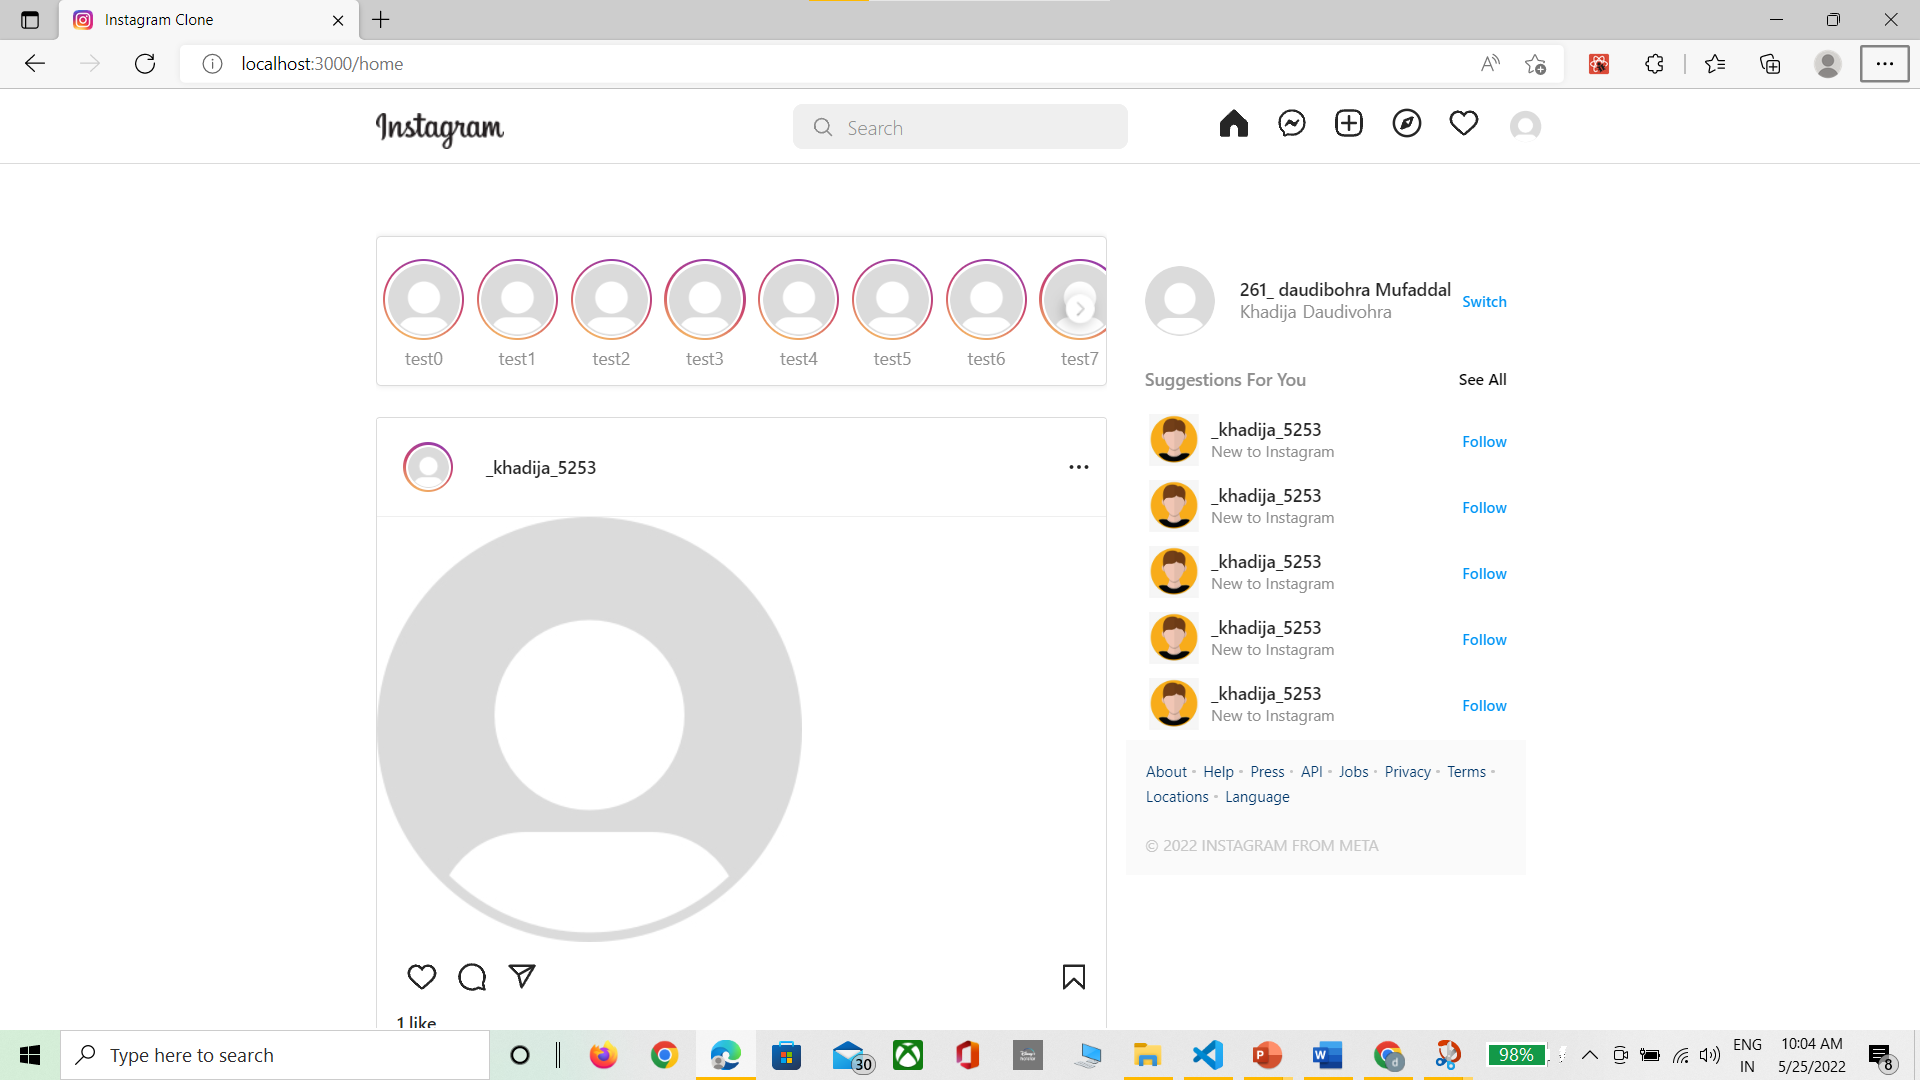 Instagram Clone
localhost:3000/home
Instagram
Search
test0 test1 test2 test3 test4 test5 test6 test7
261_ daudibohra Mufaddal
Khadija Daudivohra
Switch
Suggestions For You See All
_khadija_5253
New to Instagram
Follow
_khadija_5253
New to Instagram
Follow
_khadija_5253
New to Instagram
Follow
_khadija_5253
New to Instagram
Follow
_khadija_5253
New to Instagram
Follow
About • Help • Press • API • Jobs • Privacy • Terms •
Locations • Language
© 2022 INSTAGRAM FROM META
_khadija_5253
1 like
Type here to search
30
98%
ENG
IN
10:04 AM
5/25/2022
8